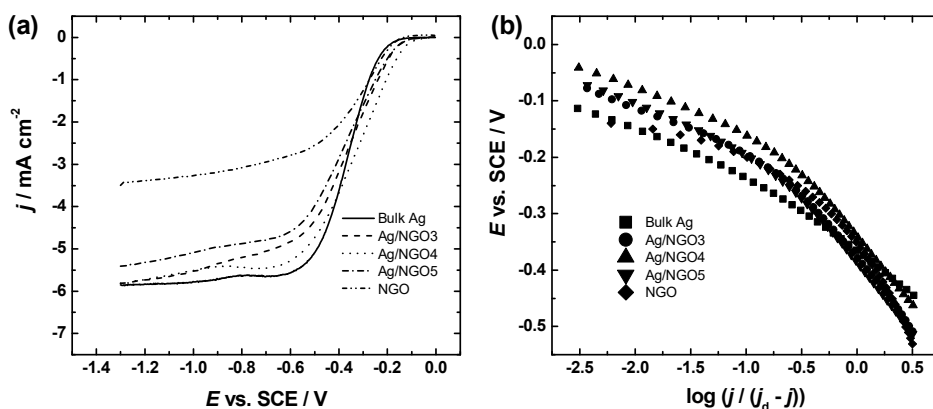 (a)
0
-1
-2
-3
-4
-5
-6
-7
j / mA cm⁻²
Bulk Ag
Ag/NGO3
Ag/NGO4
Ag/NGO5
NGO
-1.4 -1.2 -1.0 -0.8 -0.6 -0.4 -0.2 0.0
E vs. SCE / V
(b)
0.0
-0.1
-0.2
-0.3
-0.4
-0.5
E vs. SCE / V
Bulk Ag
Ag/NGO3
Ag/NGO4
Ag/NGO5
NGO
-2.5 -2.0 -1.5 -1.0 -0.5 0.0 0.5
log (j / (j_d - j))